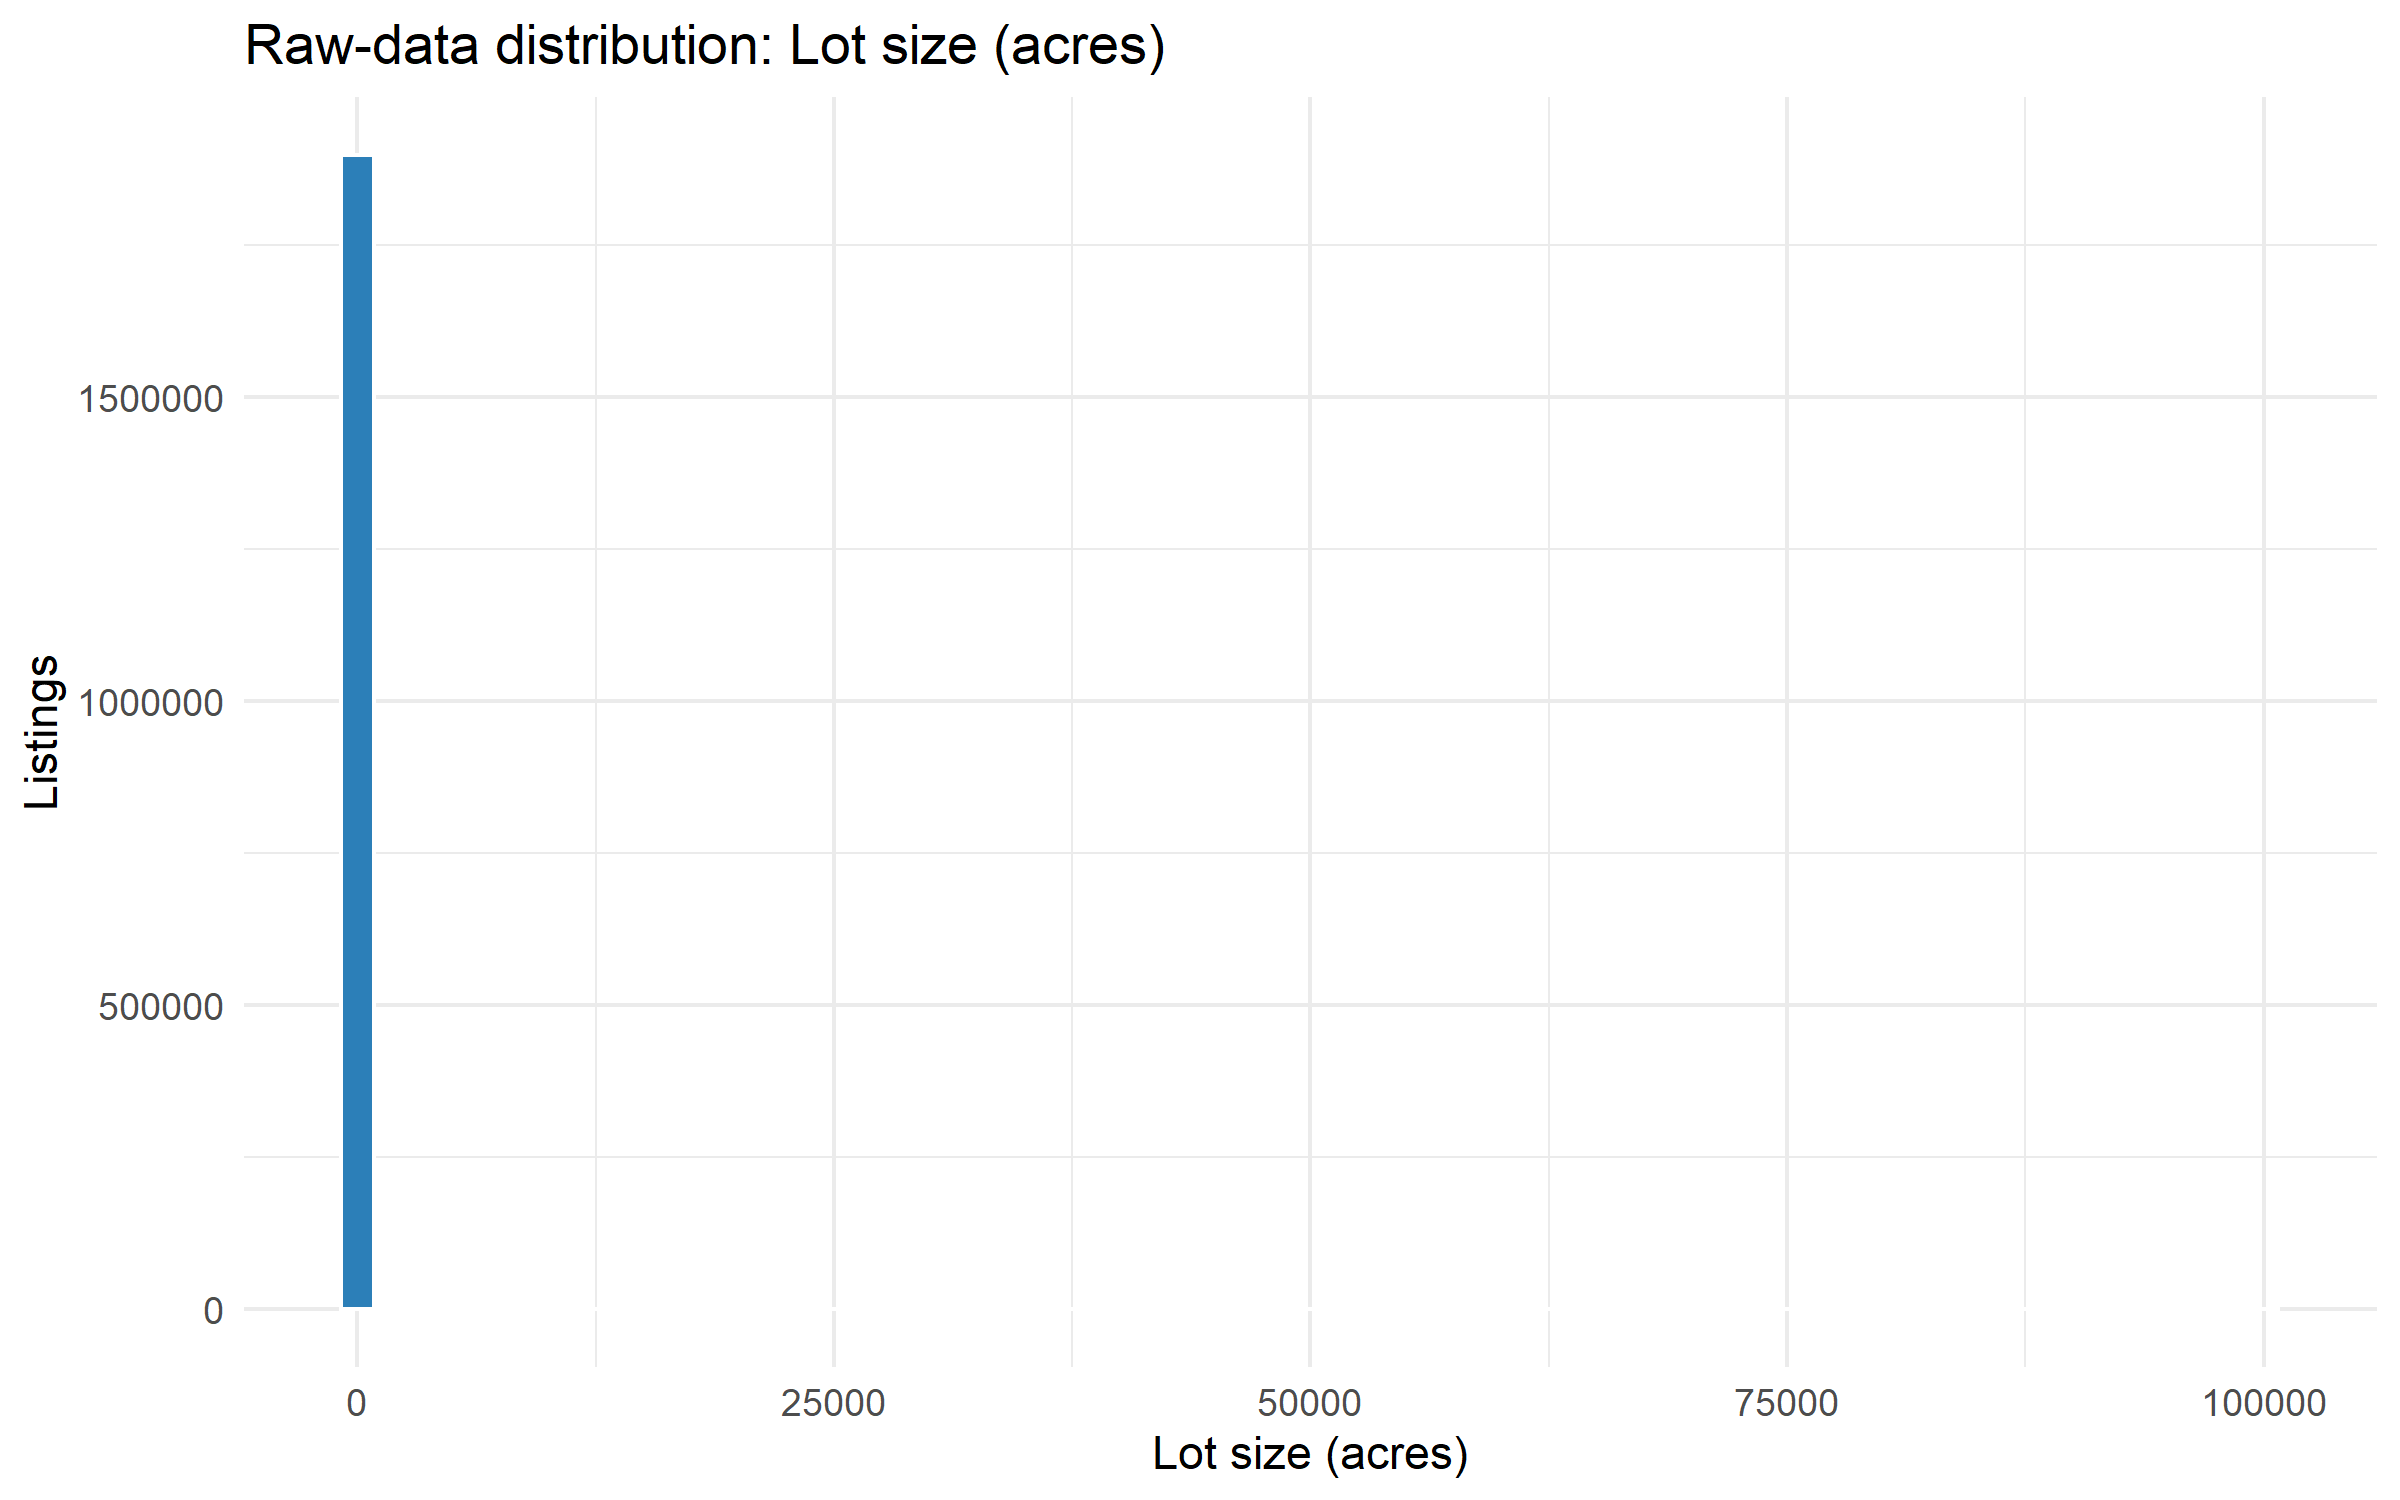 Raw-data distribution: Lot size (acres)
Listings
1500000
1000000
500000
0
0 25000 50000 75000 100000
Lot size (acres)